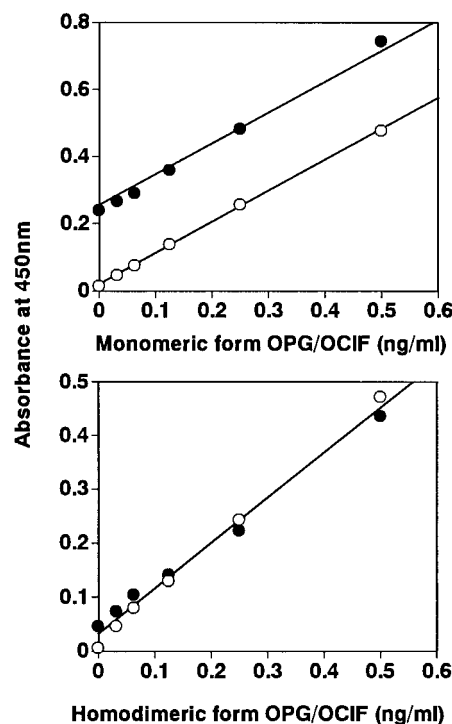 Absorbance at 450nm
0.8
0.6
0.4
0.2
0
0 0.1 0.2 0.3 0.4 0.5 0.6
Monomeric form OPG/OCIF (ng/ml)
0.5
0.4
0.3
0.2
0.1
0
0 0.1 0.2 0.3 0.4 0.5 0.6
Homodimeric form OPG/OCIF (ng/ml)